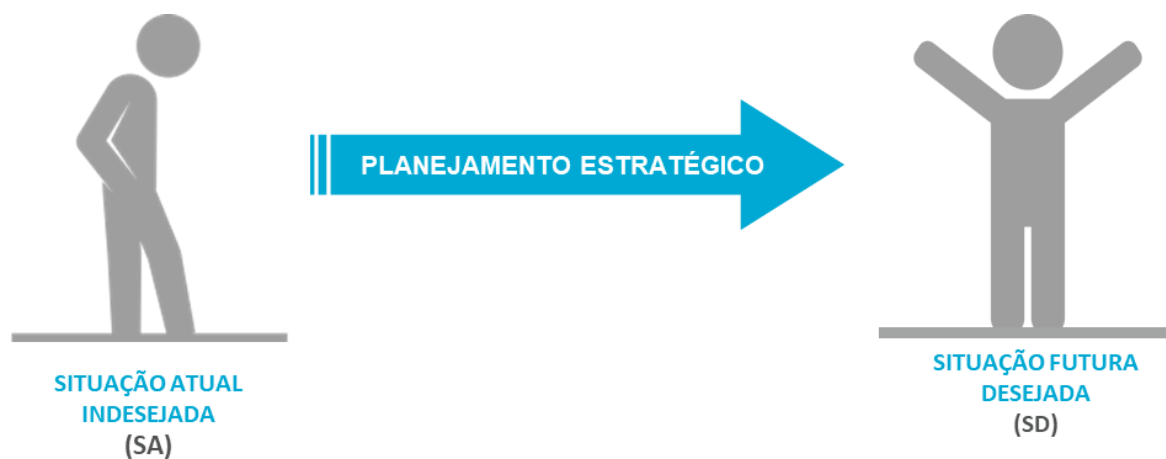 PLANEJAMENTO ESTRATÉGICO
SITUAÇÃO ATUAL
INDESEJADA
(SA)
SITUAÇÃO FUTURA
DESEJADA
(SD)